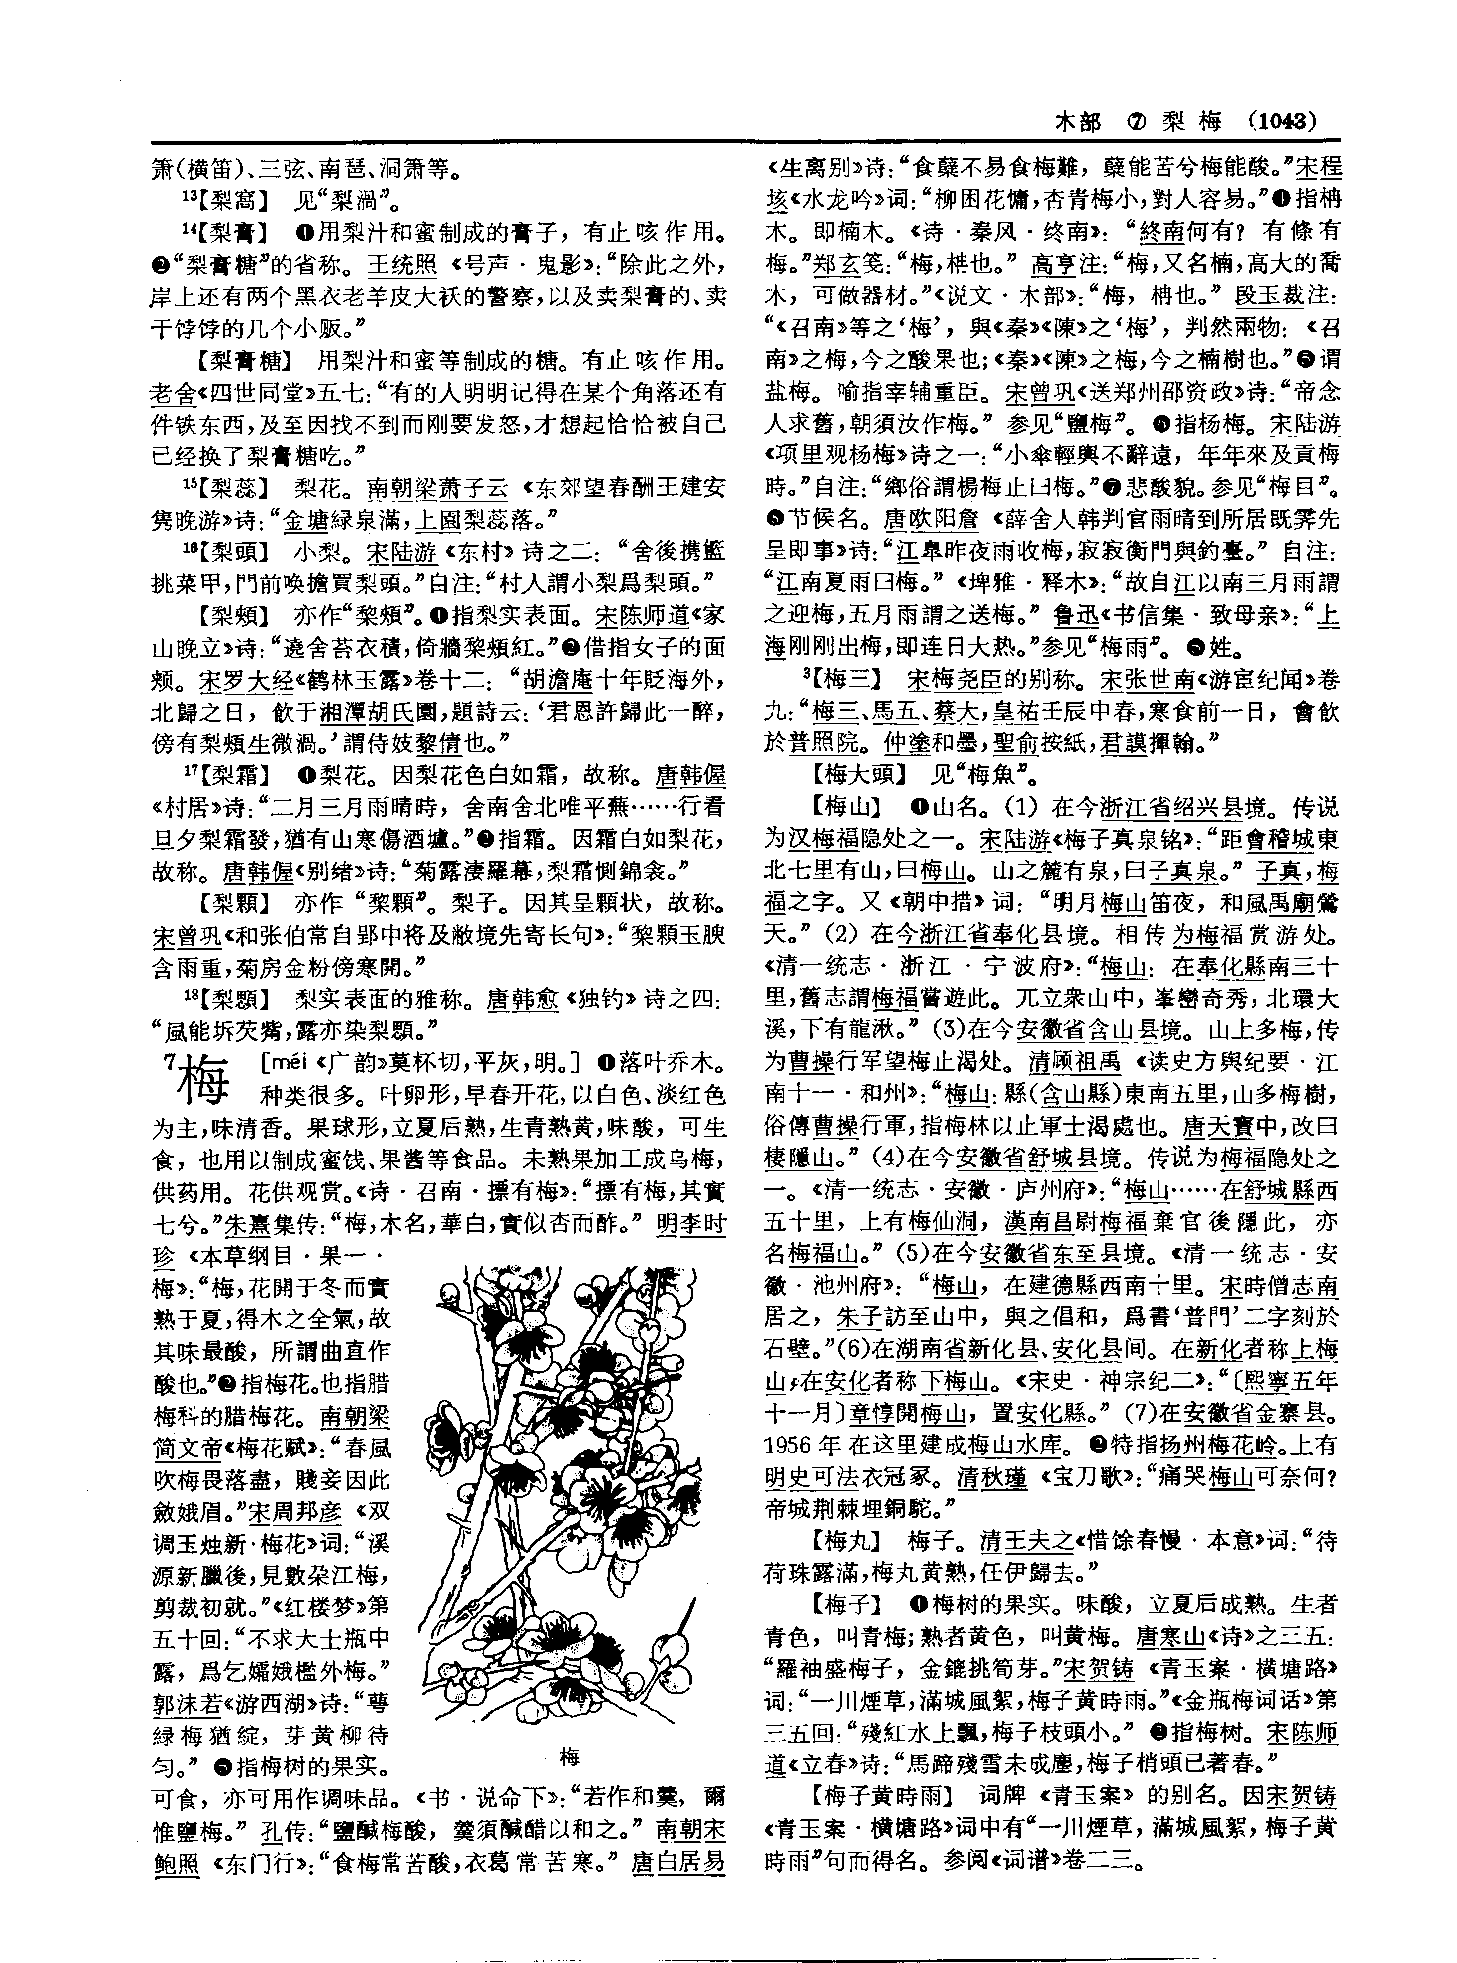 木部 ⑦ 梨 梅 (1043)
箫(横笛)、三弦、南琶、洞箫等。
13【梨窩】 见“梨渦”。
14【梨膏】 ❶用梨汁和蜜制成的膏子，有止咳作用。
❷“梨膏糖”的省称。王统照《号声·鬼影》：“除此之外，
岸上还有两个黑衣老羊皮大袄的警察，以及卖梨膏的、卖
干饽饽的几个小贩。”
【梨膏糖】 用梨汁和蜜等制成的糖。有止咳作用。
老舍《四世同堂》五七：“有的人明明记得在某个角落还有
件铁东西，及至因找不到而刚要发怒，才想起恰恰被自己
已经换了梨膏糖吃。”
15【梨蕊】 梨花。南朝梁萧子云《东郊望春酬王建安
隽晚游》诗：“金塘緑泉滿，上園梨蕊落。”
16【梨頭】 小梨。宋陆游《东村》诗之二：“舍後携籃
挑菜甲，門前唤擔買梨頭。”自注：“村人謂小梨爲梨頭。”
【梨頰】 亦作“棃頰”。❶指梨实表面。宋陈师道《家
山晚立》诗：“遶舍苔衣積，倚牆棃頰紅。”❷借指女子的面
颊。宋罗大经《鹤林玉露》卷十二：“胡澹庵十年貶海外，
北歸之日，飲于湘潭胡氏園，題詩云：‘君恩許歸此一醉，
傍有梨頰生微渦。’謂侍妓黎倩也。”
17【梨霜】 ❶梨花。因梨花色白如霜，故称。唐韩偓
《村居》诗：“二月三月雨晴時，舍南舍北唯平蕪……行看
旦夕梨霜發，猶有山寒傷酒壚。”❷指霜。因霜白如梨花，
故称。唐韩偓《别绪》诗：“菊露凄羅幕，梨霜惻錦衾。”
【梨顆】 亦作“棃顆”。梨子。因其呈顆状，故称。
宋曾巩《和张伯常自郢中将及敝境先寄长句》：“棃顆玉腴
含雨重，菊房金粉傍寒開。”
18【梨顋】 梨实表面的雅称。唐韩愈《独钓》诗之四：
“風能坼芡觜，露亦染梨顋。”
7梅 [méi《广韵》莫杯切，平灰，明。] ❶落叶乔木。
种类很多。叶卵形，早春开花，以白色、淡红色
为主，味清香。果球形，立夏后熟，生青熟黄，味酸，可生
食，也用以制成蜜饯、果酱等食品。未熟果加工成乌梅，
供药用。花供观赏。《诗·召南·摽有梅》：“摽有梅，其實
七兮。”朱熹集传：“梅，木名，華白，實似杏而酢。”明李时
珍《本草纲目·果一·
梅》：“梅，花開于冬而實
熟于夏，得木之全氣，故
其味最酸，所謂曲直作
酸也。”❷指梅花。也指腊
梅科的腊梅花。南朝梁
简文帝《梅花赋》：“春風
吹梅畏落盡，賤妾因此
斂娥眉。”宋周邦彦《双
调玉烛新·梅花》词：“溪
源新臘後，見數朶江梅，
剪裁初就。”《红楼梦》第
五十回：“不求大士瓶中
露，爲乞孀娥檻外梅。”
郭沫若《游西湖》诗：“萼
绿梅猶綻，芽黄柳待
匀。”❸指梅树的果实。
梅
可食，亦可用作调味品。《书·说命下》：“若作和羹，爾
惟鹽梅。”孔传：“鹽鹹梅酸，羹須鹹醋以和之。”南朝宋
鲍照《东门行》：“食梅常苦酸，衣葛常苦寒。”唐白居易
《生离别》诗：“食蘗不易食梅難，蘗能苦兮梅能酸。”宋程
垓《水龙吟》词：“柳困花慵，杏青梅小，對人容易。”❹指柟
木。即楠木。《诗·秦风·终南》：“終南何有？有條有
梅。”郑玄笺：“梅，柟也。”高亨注：“梅，又名楠，高大的喬
木，可做器材。”《说文·木部》：“梅，柟也。”段玉裁注：
“《召南》等之‘梅’，與《秦》《陳》之‘梅’，判然兩物：《召
南》之梅，今之酸果也；《秦》《陳》之梅，今之楠樹也。”❺谓
盐梅。喻指宰辅重臣。宋曾巩《送郑州邵资政》诗：“帝念
人求舊，朝須汝作梅。”参见“鹽梅”。❻指杨梅。宋陆游
《项里观杨梅》诗之一：“小傘輕輿不辭遠，年年來及貢梅
時。”自注：“鄉俗謂楊梅止曰梅。”❼悲酸貌。参见“梅目”。
❽节候名。唐欧阳詹《薛舍人韩判官雨晴到所居既霁先
呈即事》诗：“江皋昨夜雨收梅，寂寂衡門與釣臺。”自注：
“江南夏雨曰梅。”《埤雅·释木》：“故自江以南三月雨謂
之迎梅，五月雨謂之送梅。”鲁迅《书信集·致母亲》：“上
海刚刚出梅，即连日大热。”参见“梅雨”。❾姓。
3【梅三】 宋梅尧臣的别称。宋张世南《游宦纪闻》卷
九：“梅三、馬五、蔡大，皇祐壬辰中春，寒食前一日，會飲
於普照院。仲塗和墨，聖俞按紙，君謨揮翰。”
【梅大頭】 见“梅魚”。
【梅山】 ❶山名。(1) 在今浙江省绍兴县境。传说
为汉梅福隐处之一。宋陆游《梅子真泉铭》：“距會稽城東
北七里有山，曰梅山。山之麓有泉，曰子真泉。”子真，梅
福之字。又《朝中措》词：“明月梅山笛夜，和風禹廟鶯
天。”(2) 在今浙江省奉化县境。相传为梅福赏游处。
《清一统志·浙江·宁波府》：“梅山：在奉化縣南三十
里，舊志謂梅福嘗遊此。兀立衆山中，峯巒奇秀，北環大
溪，下有龍湫。”(3)在今安徽省含山县境。山上多梅，传
为曹操行军望梅止渴处。清顾祖禹《读史方舆纪要·江
南十一·和州》：“梅山：縣(含山縣)東南五里，山多梅樹，
俗傳曹操行軍，指梅林以止軍士渴處也。唐天寶中，改曰
棲隱山。”(4)在今安徽省舒城县境。传说为梅福隐处之
一。《清一统志·安徽·庐州府》：“梅山……在舒城縣西
五十里，上有梅仙洞，漢南昌尉梅福棄官後隱此，亦
名梅福山。”(5)在今安徽省东至县境。《清一统志·安
徽·池州府》：“梅山，在建德縣西南十里。宋時僧志南
居之，朱子訪至山中，與之倡和，爲書‘普門’二字刻於
石壁。”(6)在湖南省新化县、安化县间。在新化者称上梅
山；在安化者称下梅山。《宋史·神宗纪二》：“〔熙寧五年
十一月〕章惇開梅山，置安化縣。”(7)在安徽省金寨县。
1956年在这里建成梅山水库。❷特指扬州梅花岭。上有
明史可法衣冠冢。清秋瑾《宝刀歌》：“痛哭梅山可奈何？
帝城荆棘埋銅駝。”
【梅丸】 梅子。清王夫之《惜馀春慢·本意》词：“待
荷珠露滿，梅丸黄熟，任伊歸去。”
【梅子】 ❶梅树的果实。味酸，立夏后成熟。生者
青色，叫青梅；熟者黄色，叫黄梅。唐寒山《诗》之三五：
“羅袖盛梅子，金鎞挑筍芽。”宋贺铸《青玉案·横塘路》
词：“一川煙草，滿城風絮，梅子黄時雨。”《金瓶梅词话》第
三五回：“殘紅水上飄，梅子枝頭小。”❷指梅树。宋陈师
道《立春》诗：“馬蹄殘雪未成塵，梅子梢頭已著春。”
【梅子黄時雨】 词牌《青玉案》的别名。因宋贺铸
《青玉案·横塘路》词中有“一川煙草，滿城風絮，梅子黄
時雨”句而得名。参阅《词谱》卷二三。